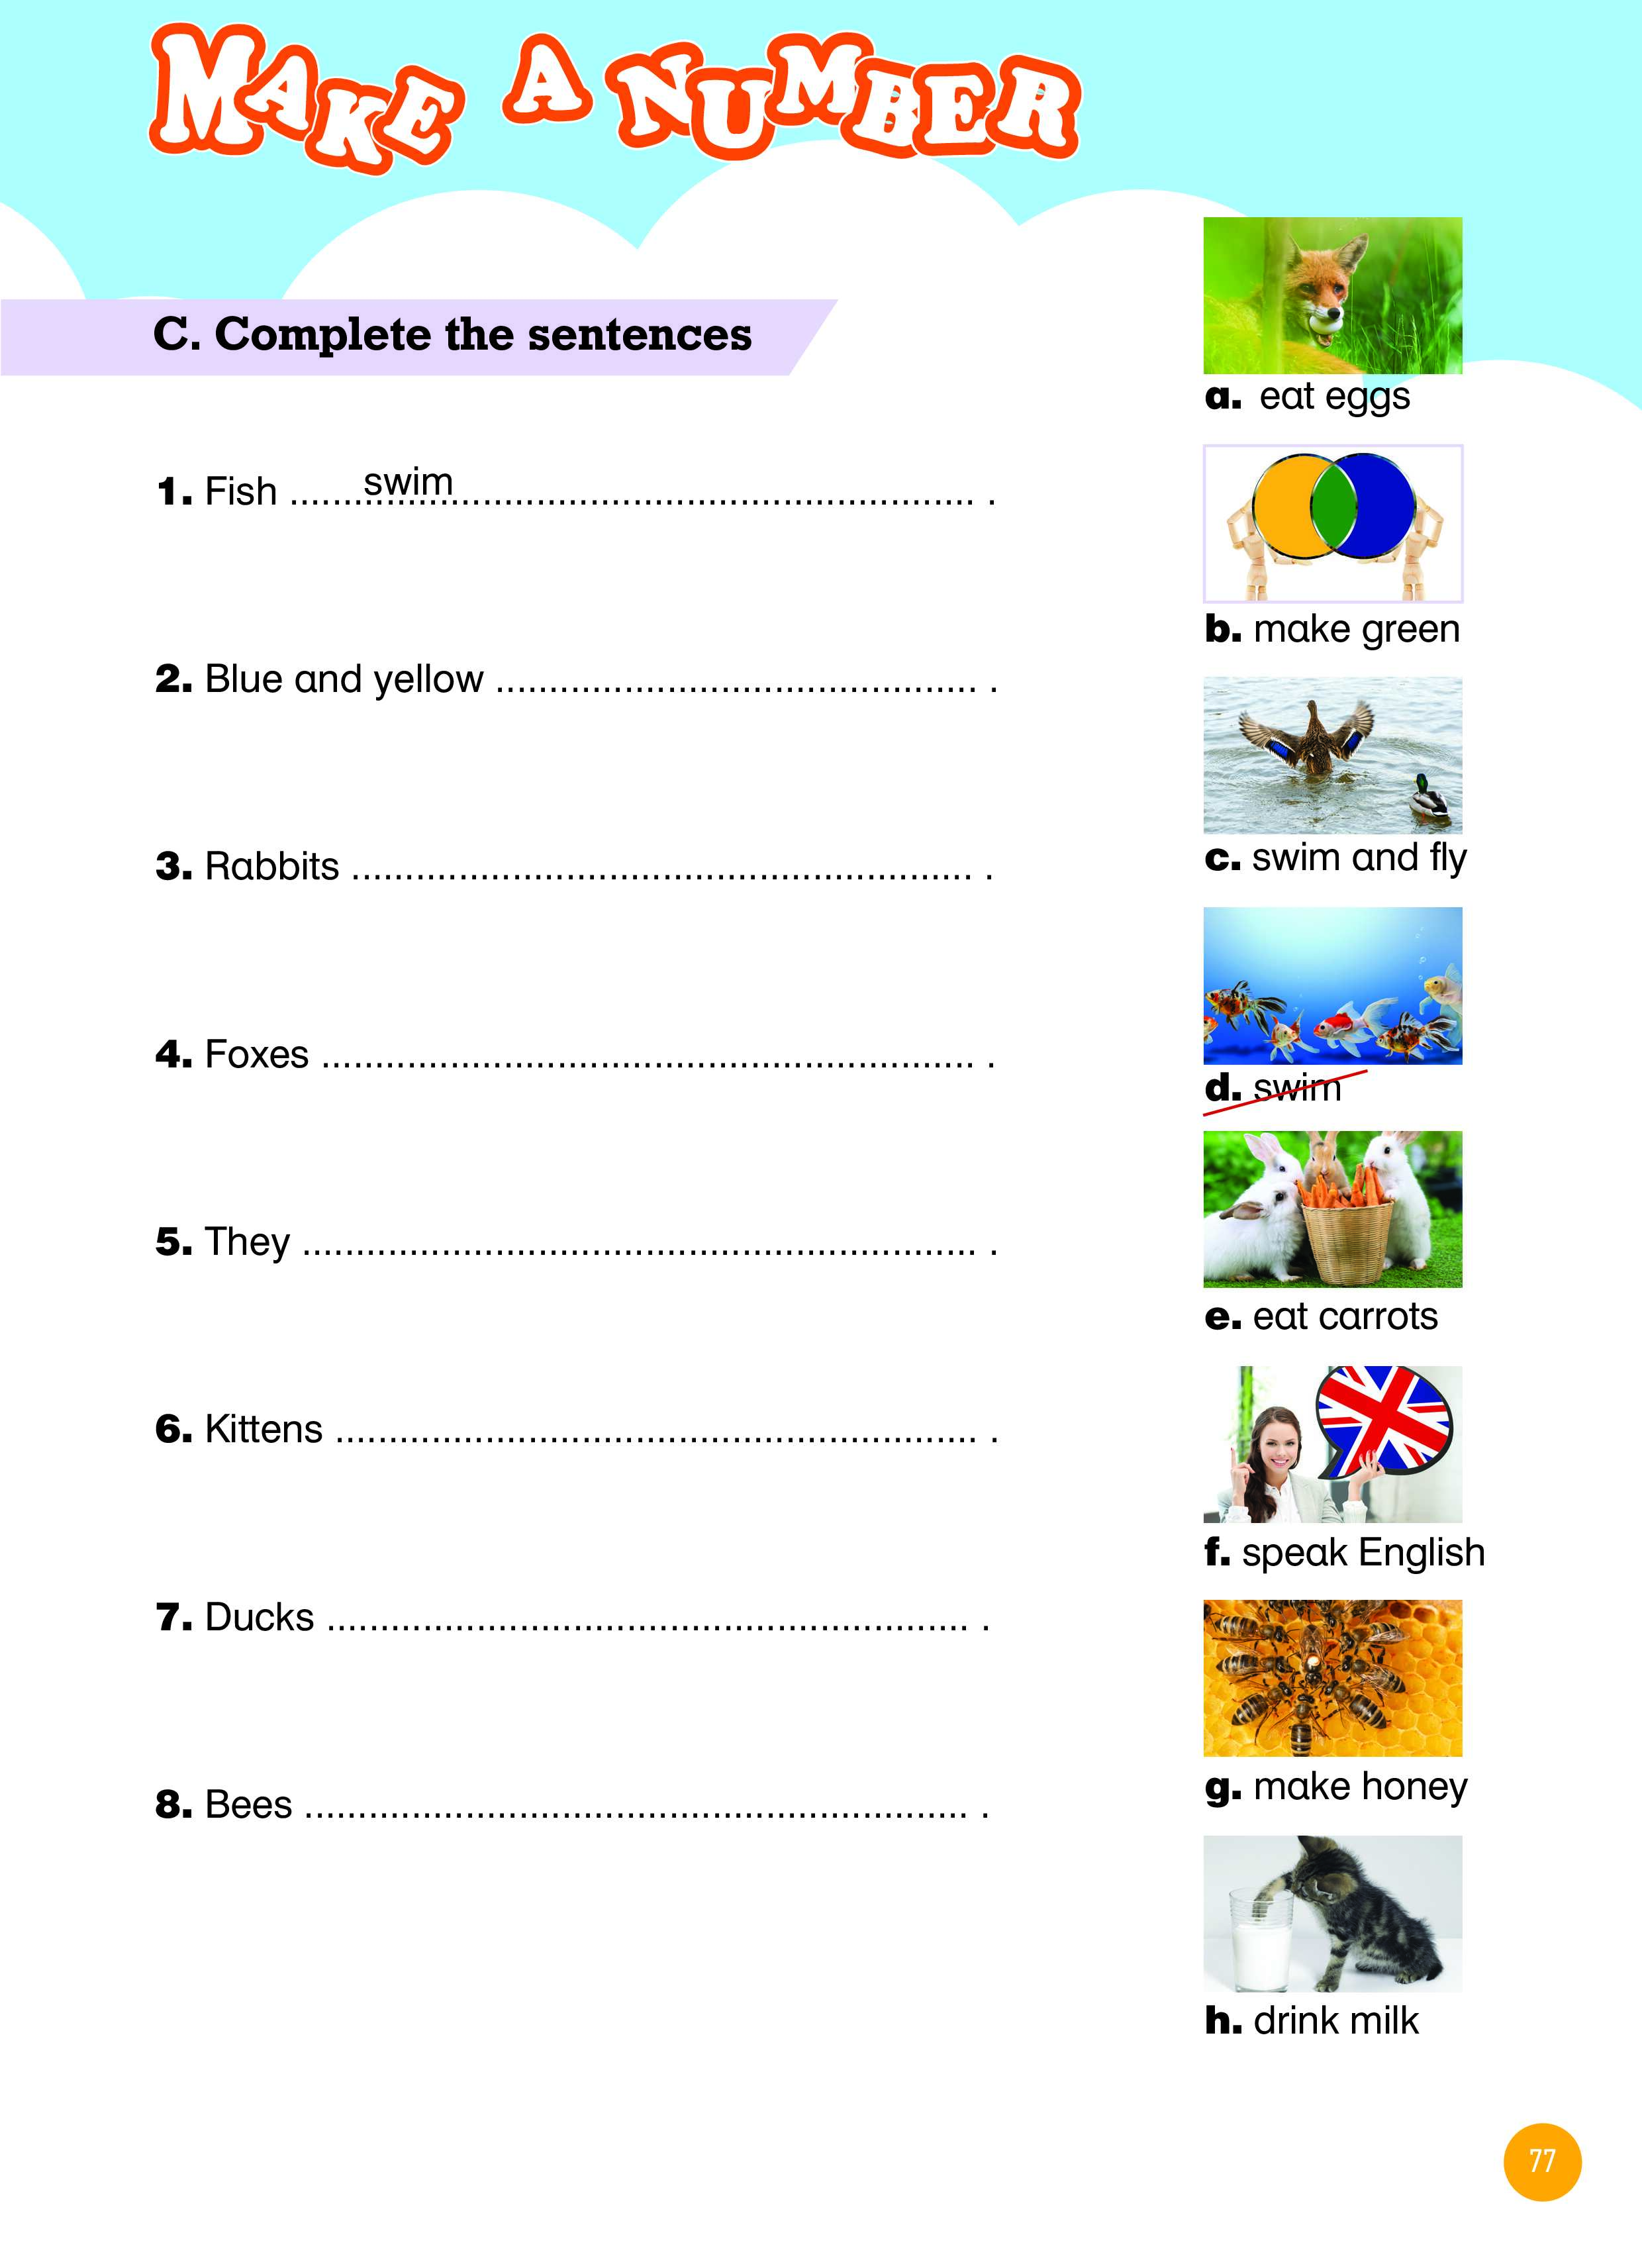 MAKE A NUMBER
C. Complete the sentences
1. Fish ......swim................................................ .
2. Blue and yellow ............................................. .
3. Rabbits .......................................................... .
4. Foxes ............................................................. .
5. They ............................................................... .
6. Kittens ............................................................ .
7. Ducks ............................................................ .
8. Bees .............................................................. .
a. eat eggs
b. make green
c. swim and fly
d. swim
e. eat carrots
f. speak English
g. make honey
h. drink milk
77